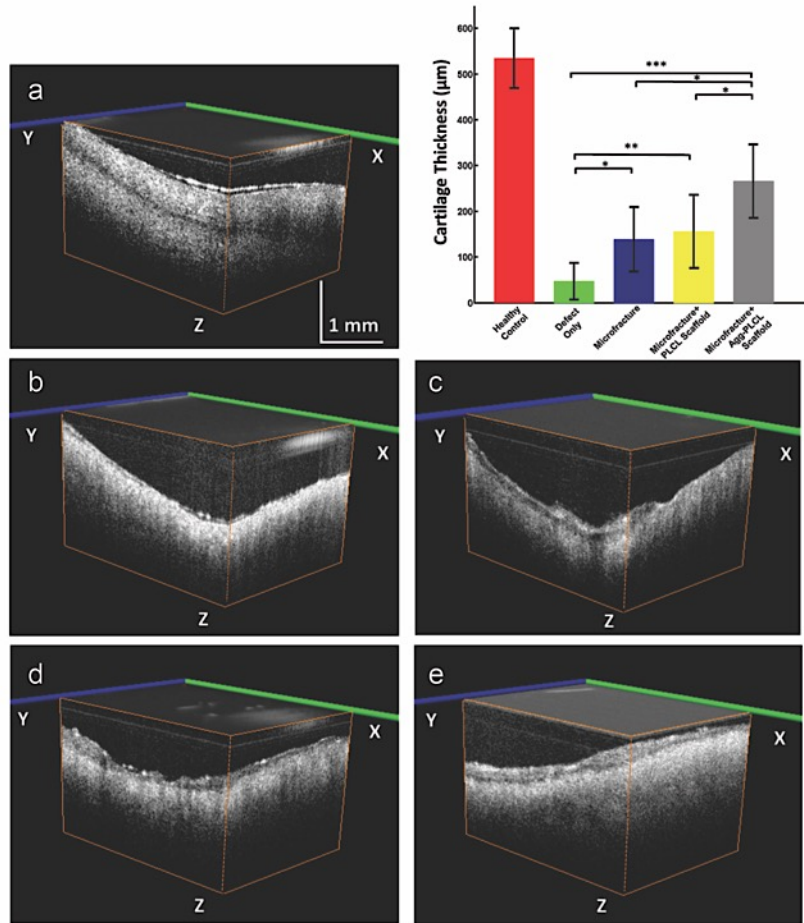 a
Y
X
Z
1 mm
Cartilage Thickness (µm)
600
500
400
300
200
100
0
***
*
*
**
*
Healthy
Control
Defect
Only
Microfracture
Microfracture+
PLCL Scaffold
Microfracture+
Agg-PLCL
Scaffold
b
Y
X
Z
c
Y
X
Z
d
Y
X
Z
e
Y
X
Z